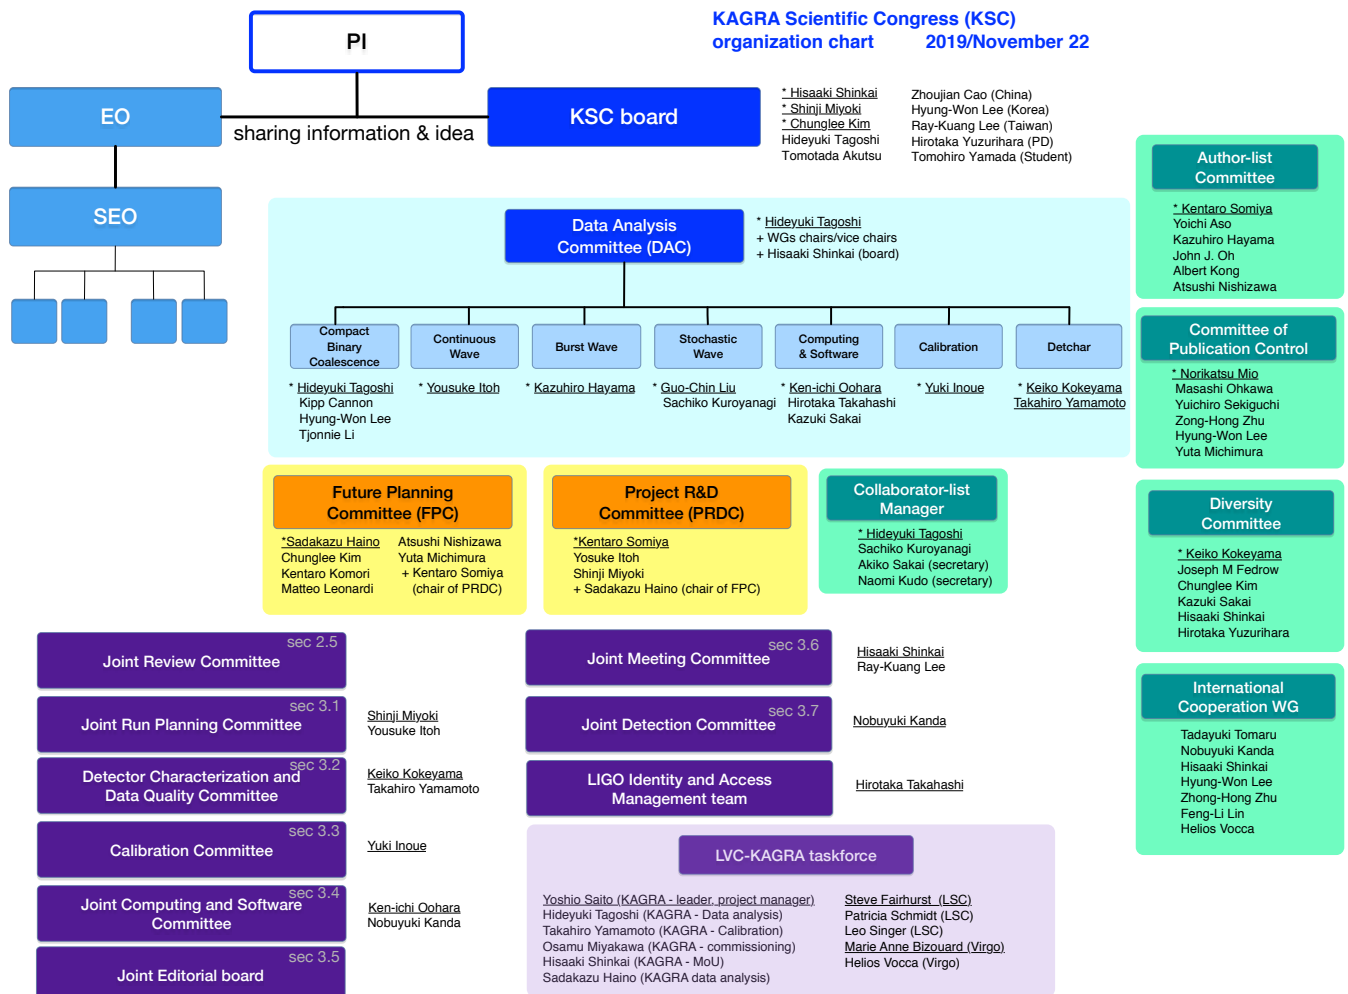 KAGRA Scientific Congress (KSC)
organization chart 2019/November 22
PI
EO
sharing information & idea
KSC board
* Hisaaki Shinkai
* Shinji Miyoki
* Chunglee Kim
Hideyuki Tagoshi
Tomotada Akutsu
Zhoujian Cao (China)
Hyung-Won Lee (Korea)
Ray-Kuang Lee (Taiwan)
Hirotaka Yuzurihara (PD)
Tomohiro Yamada (Student)
SEO
Data Analysis
Committee (DAC)
* Hideyuki Tagoshi
+ WGs chairs/vice chairs
+ Hisaaki Shinkai (board)
Compact
Binary
Coalescence
* Hideyuki Tagoshi
Kipp Cannon
Hyung-Won Lee
Tjonnie Li
Continuous
Wave
* Yousuke Itoh
Burst Wave
* Kazuhiro Hayama
Stochastic
Wave
* Guo-Chin Liu
Sachiko Kuroyanagi
Computing
& Software
* Ken-ichi Oohara
Hirotaka Takahashi
Kazuki Sakai
Calibration
* Yuki Inoue
Detchar
* Keiko Kokeyama
Takahiro Yamamoto
Author-list
Committee
* Kentaro Somiya
Yoichi Aso
Kazuhiro Hayama
John J. Oh
Albert Kong
Atsushi Nishizawa
Committee of
Publication Control
* Norikatsu Mio
Masashi Ohkawa
Yuichiro Sekiguchi
Zong-Hong Zhu
Hyung-Won Lee
Yuta Michimura
Diversity
Committee
* Keiko Kokeyama
Joseph M Fedrow
Chunglee Kim
Kazuki Sakai
Hisaaki Shinkai
Hirotaka Yuzurihara
International
Cooperation WG
Tadayuki Tomaru
Nobuyuki Kanda
Hisaaki Shinkai
Hyung-Won Lee
Zhong-Hong Zhu
Feng-Li Lin
Helios Vocca
Future Planning
Committee (FPC)
*Sadakazu Haino
Chunglee Kim
Kentaro Komori
Matteo Leonardi
Atsushi Nishizawa
Yuta Michimura
+ Kentaro Somiya
(chair of PRDC)
Project R&D
Committee (PRDC)
*Kentaro Somiya
Yosuke Itoh
Shinji Miyoki
+ Sadakazu Haino (chair of FPC)
Collaborator-list
Manager
* Hideyuki Tagoshi
Sachiko Kuroyanagi
Akiko Sakai (secretary)
Naomi Kudo (secretary)
sec 2.5
Joint Review Committee
sec 3.1
Joint Run Planning Committee
Shinji Miyoki
Yousuke Itoh
sec 3.2
Detector Characterization and
Data Quality Committee
Keiko Kokeyama
Takahiro Yamamoto
sec 3.3
Calibration Committee
Yuki Inoue
sec 3.4
Joint Computing and Software
Committee
Ken-ichi Oohara
Nobuyuki Kanda
sec 3.5
Joint Editorial board
sec 3.6
Joint Meeting Committee
Hisaaki Shinkai
Ray-Kuang Lee
sec 3.7
Joint Detection Committee
Nobuyuki Kanda
LIGO Identity and Access
Management team
Hirotaka Takahashi
LVC-KAGRA taskforce
Yoshio Saito (KAGRA - leader, project manager)
Hideyuki Tagoshi (KAGRA - Data analysis)
Takahiro Yamamoto (KAGRA - Calibration)
Osamu Miyakawa (KAGRA - commissioning)
Hisaaki Shinkai (KAGRA - MoU)
Sadakazu Haino (KAGRA data analysis)
Steve Fairhurst (LSC)
Patricia Schmidt (LSC)
Leo Singer (LSC)
Marie Anne Bizouard (Virgo)
Helios Vocca (Virgo)